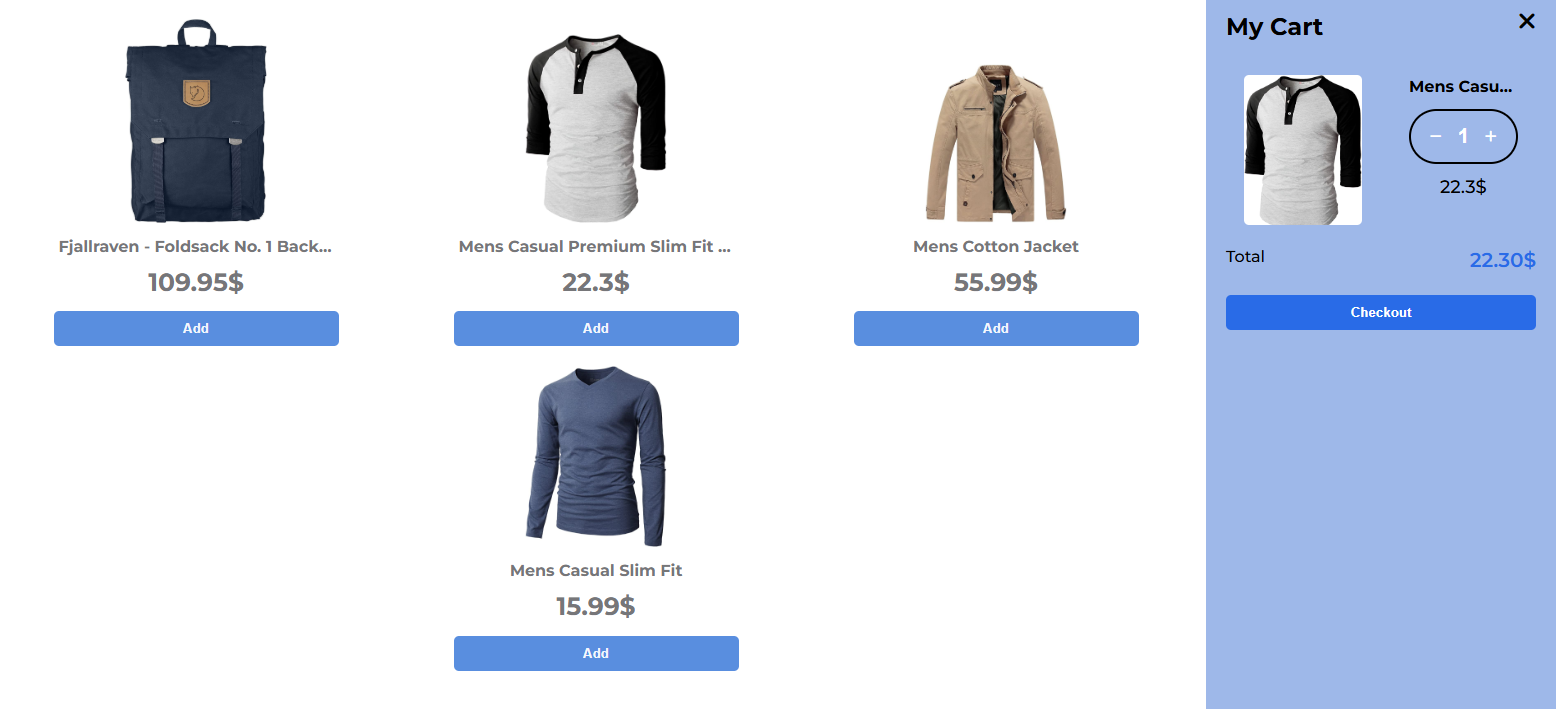 Fjallraven - Foldsack No. 1 Back...
109.95$
Add
Mens Casual Premium Slim Fit ...
22.3$
Add
Mens Cotton Jacket
55.99$
Add
Mens Casual Slim Fit
15.99$
Add
My Cart
Mens Casu...
− 1 +
22.3$
Total
22.30$
Checkout